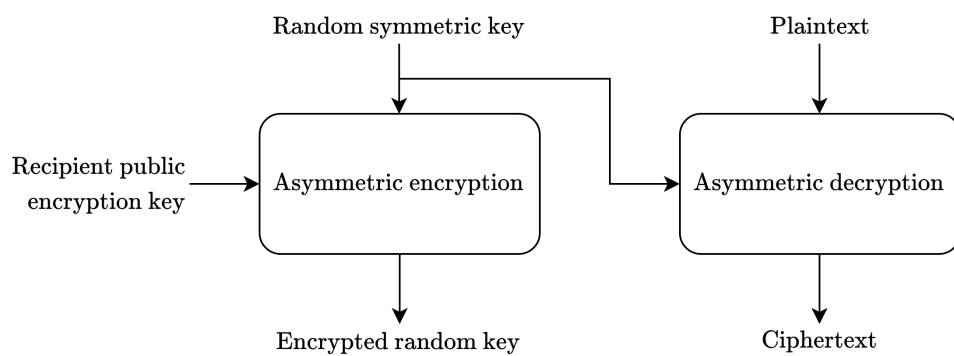 Random symmetric key
Plaintext
Recipient public
encryption key
Asymmetric encryption
Asymmetric decryption
Encrypted random key
Ciphertext